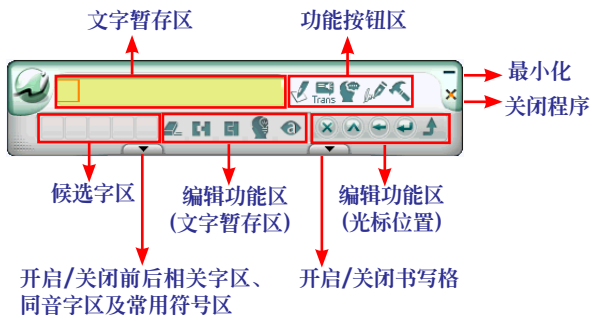 文字暂存区
功能按钮区
最小化
关闭程序
Trans
a
候选字区
编辑功能区
(文字暂存区)
编辑功能区
(光标位置)
开启/关闭前后相关字区、
同音字区及常用符号区
开启/关闭书写格